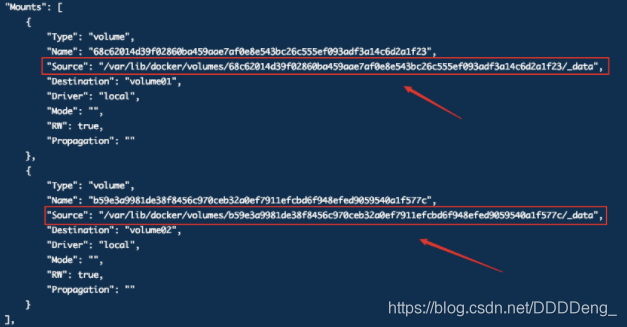 "Mounts": [
{
"Type": "volume",
"Name": "68c62014d39f02860ba459aae7af0e8e543bc26c555ef093adf3a14c6d2a1f23",
"Source": "/var/lib/docker/volumes/68c62014d39f02860ba459aae7af0e8e543bc26c555ef093adf3a14c6d2a1f23/_data",
"Destination": "volume01",
"Driver": "local",
"Mode": "",
"RW": true,
"Propagation": ""
},
{
"Type": "volume",
"Name": "b59e3a9981de38f8456c970ceb32a0ef7911efcbd6f948efed9059540a1f577c",
"Source": "/var/lib/docker/volumes/b59e3a9981de38f8456c970ceb32a0ef7911efcbd6f948efed9059540a1f577c/_data",
"Destination": "volume02",
"Driver": "local",
"Mode": "",
"RW": true,
"Propagation": ""
}
],
https://blog.csdn.net/DDDDeng_